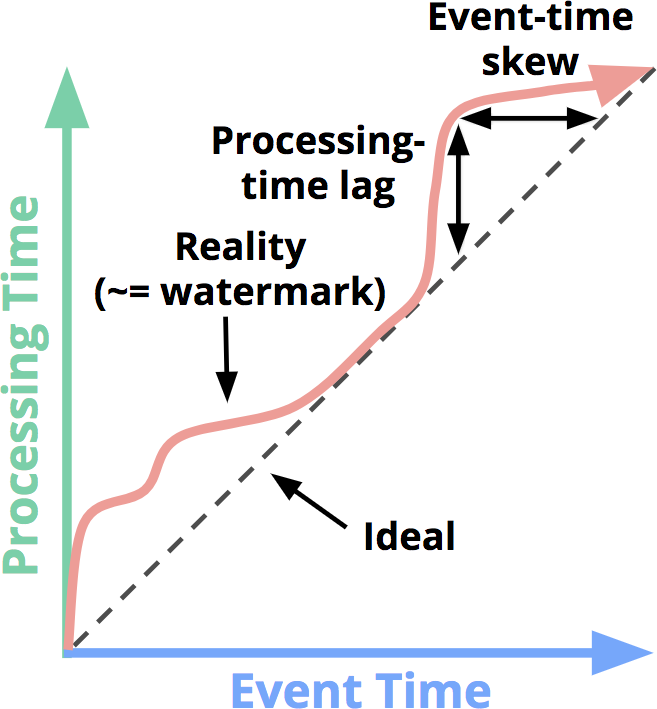 Event-time
skew
Processing-
time lag
Reality
(~= watermark)
Processing Time
Ideal
Event Time